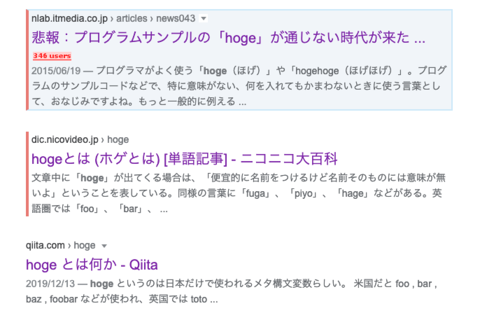 nlab.itmedia.co.jp › articles › news043
悲報：プログラムサンプルの「hoge」が通じない時代が来た ...
346 users
2015/06/19 — プログラマがよく使う「hoge（ほげ）」や「hogehoge（ほげほげ）」。プログ
ラムのサンプルコードなどで、特に意味がない、何を入れてもかまわないときに使う言葉とし
て、おなじみですよね。もっと一般的に例える ...
dic.nicovideo.jp › hoge
hogeとは (ホゲとは) [単語記事] - ニコニコ大百科
文章中に「hoge」が出てくる場合は、「便宜的に名前をつけるけど名前そのものには意味が無
いよ」ということを表している。同様の言葉に「fuga」、「piyo」、「hage」などがある。英
語圏では「foo」、「bar」、 ...
qiita.com › hoge
hoge とは何か - Qiita
2019/12/13 — hoge というのは日本だけで使われるメタ構文変数らしい。 米国だと foo , bar ,
baz , foobar などが使われ、英国では toto ...